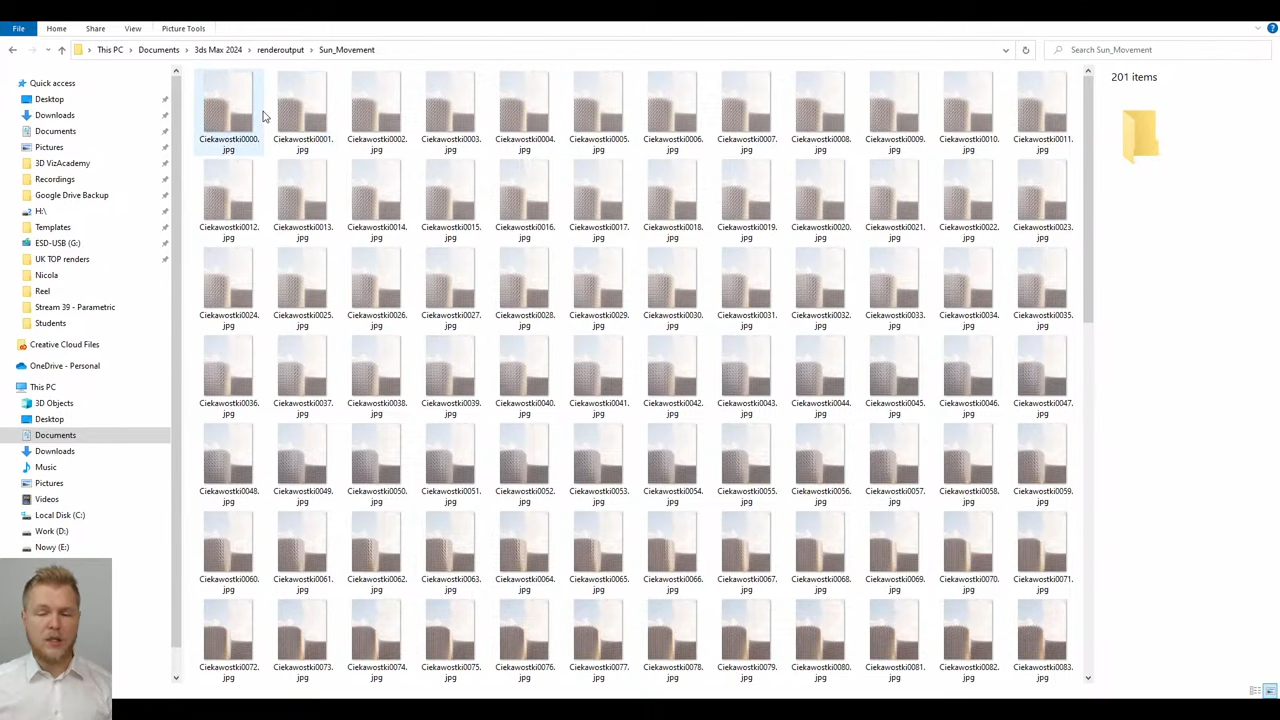 File Home Share View Picture Tools
This PC Documents 3ds Max 2024 renderoutput Sun_Movement Search Sun_Movement
201 items
Quick access
Desktop
Downloads
Documents
Pictures
3D VizAcademy
Recordings
Google Drive Backup
H:\
Templates
ESD-USB (G:)
UK TOP renders
Nicola
Reel
Stream 39 - Parametric
Students
Creative Cloud Files
OneDrive - Personal
This PC
3D Objects
Desktop
Documents
Downloads
Music
Pictures
Videos
Local Disk (C:)
Work (D:)
Nowy (E:)
Ciekawostki0000. Ciekawostki0001. Ciekawostki0002. Ciekawostki0003. Ciekawostki0004. Ciekawostki0005. Ciekawostki0006. Ciekawostki0007. Ciekawostki0008. Ciekawostki0009. Ciekawostki0010. Ciekawostki0011.
jpg jpg jpg jpg jpg jpg jpg jpg jpg jpg jpg jpg
Ciekawostki0012. Ciekawostki0013. Ciekawostki0014. Ciekawostki0015. Ciekawostki0016. Ciekawostki0017. Ciekawostki0018. Ciekawostki0019. Ciekawostki0020. Ciekawostki0021. Ciekawostki0022. Ciekawostki0023.
jpg jpg jpg jpg jpg jpg jpg jpg jpg jpg jpg jpg
Ciekawostki0024. Ciekawostki0025. Ciekawostki0026. Ciekawostki0027. Ciekawostki0028. Ciekawostki0029. Ciekawostki0030. Ciekawostki0031. Ciekawostki0032. Ciekawostki0033. Ciekawostki0034. Ciekawostki0035.
jpg jpg jpg jpg jpg jpg jpg jpg jpg jpg jpg jpg
Ciekawostki0036. Ciekawostki0037. Ciekawostki0038. Ciekawostki0039. Ciekawostki0040. Ciekawostki0041. Ciekawostki0042. Ciekawostki0043. Ciekawostki0044. Ciekawostki0045. Ciekawostki0046. Ciekawostki0047.
jpg jpg jpg jpg jpg jpg jpg jpg jpg jpg jpg jpg
Ciekawostki0048. Ciekawostki0049. Ciekawostki0050. Ciekawostki0051. Ciekawostki0052. Ciekawostki0053. Ciekawostki0054. Ciekawostki0055. Ciekawostki0056. Ciekawostki0057. Ciekawostki0058. Ciekawostki0059.
jpg jpg jpg jpg jpg jpg jpg jpg jpg jpg jpg jpg
Ciekawostki0060. Ciekawostki0061. Ciekawostki0062. Ciekawostki0063. Ciekawostki0064. Ciekawostki0065. Ciekawostki0066. Ciekawostki0067. Ciekawostki0068. Ciekawostki0069. Ciekawostki0070. Ciekawostki0071.
jpg jpg jpg jpg jpg jpg jpg jpg jpg jpg jpg jpg
Ciekawostki0072. Ciekawostki0073. Ciekawostki0074. Ciekawostki0075. Ciekawostki0076. Ciekawostki0077. Ciekawostki0078. Ciekawostki0079. Ciekawostki0080. Ciekawostki0081. Ciekawostki0082. Ciekawostki0083.
jpg jpg jpg jpg jpg jpg jpg jpg jpg jpg jpg jpg